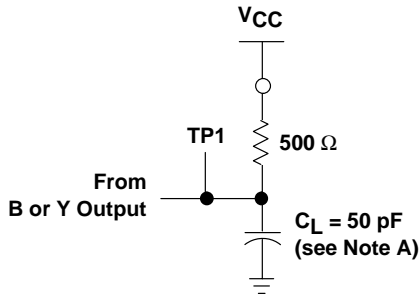 VCC
TP1
500 Ω
From
B or Y Output
CL = 50 pF
(see Note A)